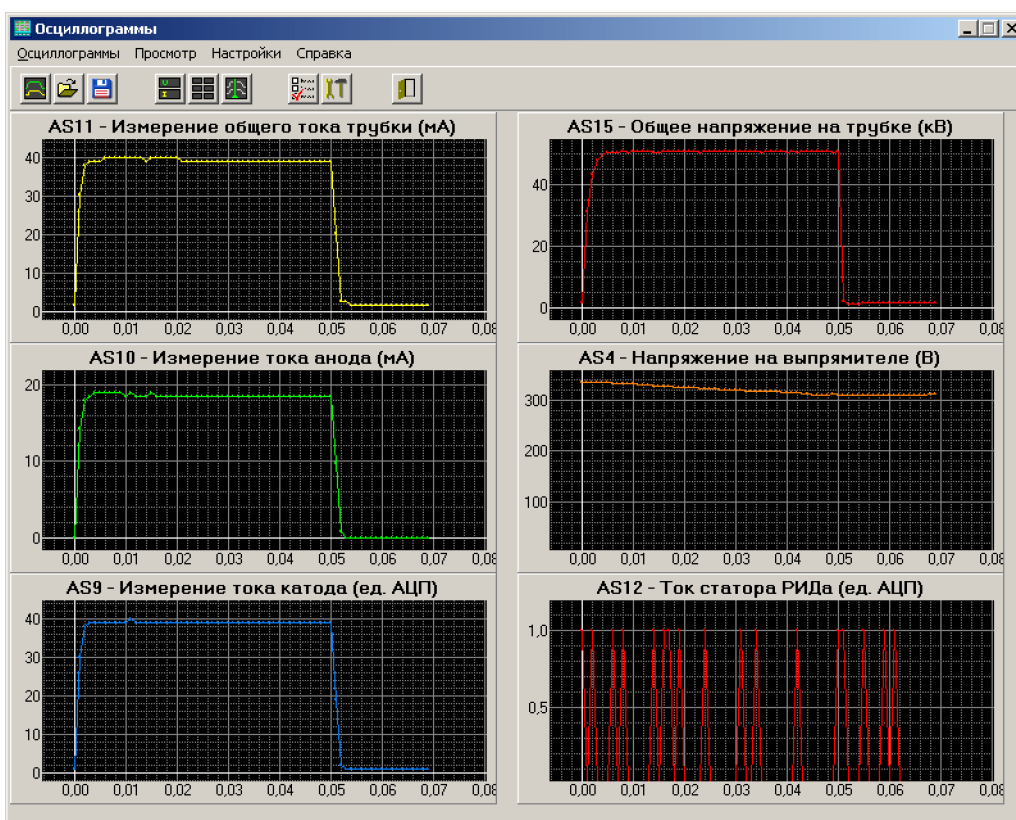 Осциллограммы
Осциллограммы Просмотр Настройки Справка
AS11 - Измерение общего тока трубки (мА)
40
30
20
10
0
0,00 0,01 0,02 0,03 0,04 0,05 0,06 0,07 0,08
AS15 - Общее напряжение на трубке (кВ)
40
20
0
0,00 0,01 0,02 0,03 0,04 0,05 0,06 0,07 0,08
AS10 - Измерение тока анода (мА)
20
10
0
0,00 0,01 0,02 0,03 0,04 0,05 0,06 0,07 0,08
AS4 - Напряжение на выпрямителе (В)
300
200
100
0,00 0,01 0,02 0,03 0,04 0,05 0,06 0,07 0,08
AS9 - Измерение тока катода (ед. АЦП)
40
30
20
10
0
0,00 0,01 0,02 0,03 0,04 0,05 0,06 0,07 0,08
AS12 - Ток статора РИДа (ед. АЦП)
1,0
0,5
0,00 0,01 0,02 0,03 0,04 0,05 0,06 0,07 0,08